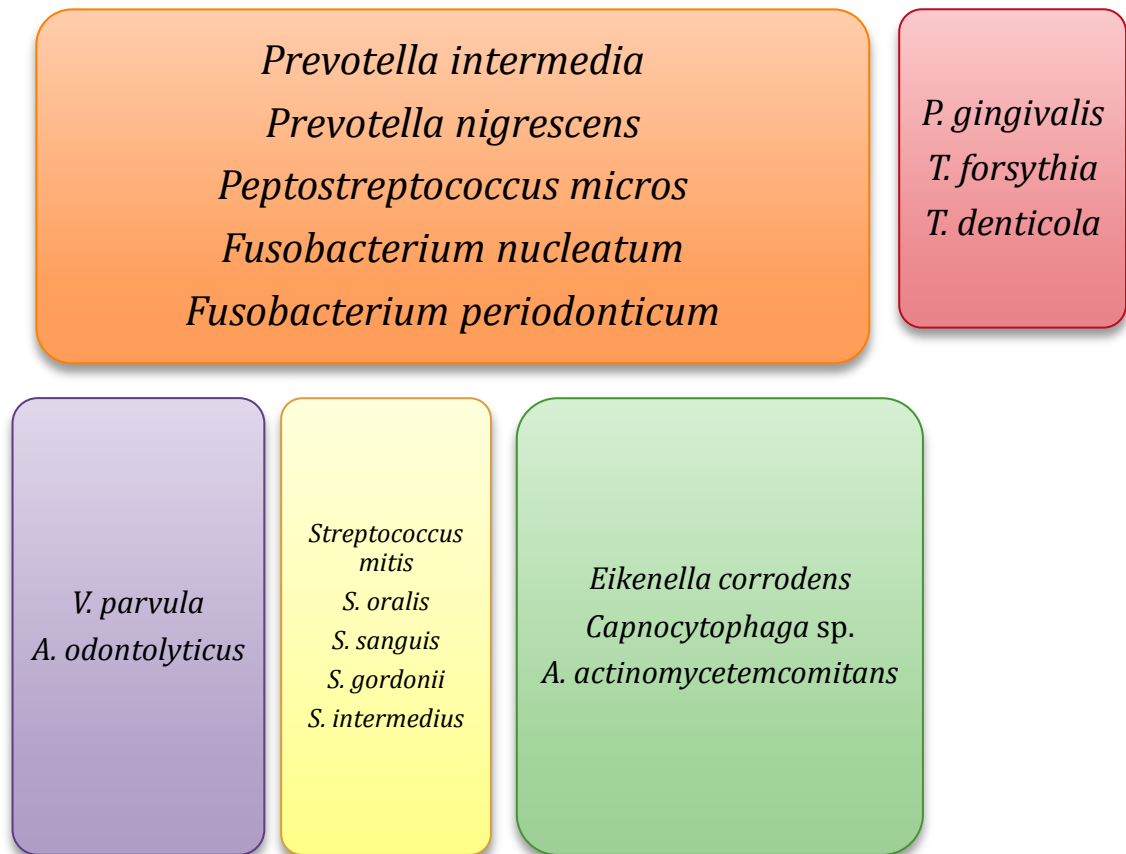 Prevotella intermedia
Prevotella nigrescens
Peptostreptococcus micros
Fusobacterium nucleatum
Fusobacterium periodonticum
P. gingivalis
T. forsythia
T. denticola
V. parvula
A. odontolyticus
Streptococcus
mitis
S. oralis
S. sanguis
S. gordonii
S. intermedius
Eikenella corrodens
Capnocytophaga sp.
A. actinomycetemcomitans